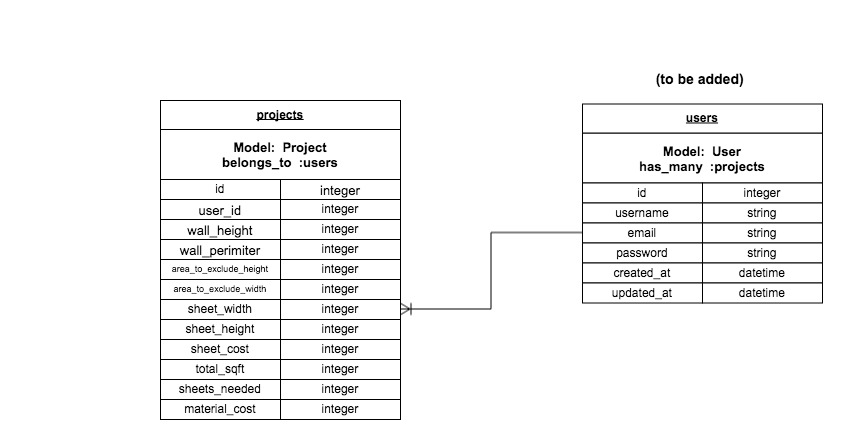 (to be added)
projects
Model: Project
belongs_to :users
id integer
user_id integer
wall_height integer
wall_perimiter integer
area_to_exclude_height integer
area_to_exclude_width integer
sheet_width integer
sheet_height integer
sheet_cost integer
total_sqft integer
sheets_needed integer
material_cost integer
users
Model: User
has_many :projects
id integer
username string
email string
password string
created_at datetime
updated_at datetime